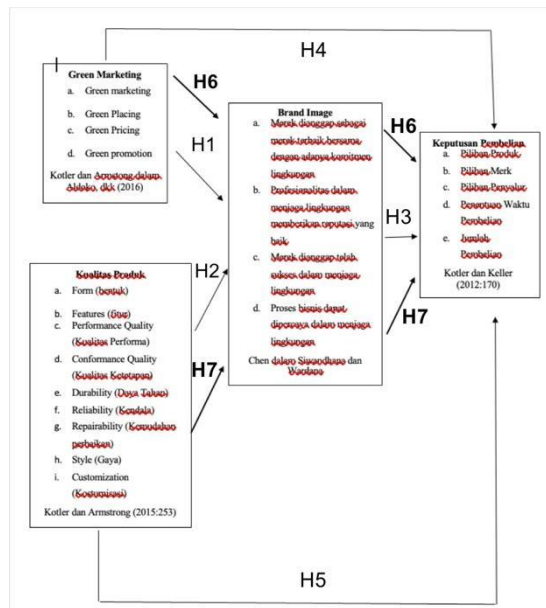 H4
Green Marketing
a. Green marketing
b. Green Placing
c. Green Pricing
d. Green promotion
Kotler dan Armstong dalam
Aldoko, dkk (2016)
H6
H1
Kualitas Produk
a. Form (bentuk)
b. Features (fitur)
c. Performance Quality
(Kualitas Performa)
d. Conformance Quality
(Kualitas Ketetapan)
e. Durability (Daya Tahan)
f. Reliability (Kendala)
g. Repairability (Kemudahan
perbaikan)
h. Style (Gaya)
i. Customization
(Kostumisasi)
Kotler dan Armstrong (2015:253)
H2
H7
Brand Image
a. Merek dianggap sebagai
merek terbaik bersama
dengan adanya komitmen
lingkungan
b. Profesionalitas dalam
menjaga lingkungan
memberikan reputasi yang
baik
c. Merek dianggap telah
sukses dalam menjaga
lingkungan
d. Proses bisnis dapat
dipercaya dalam menjaga
lingkungan
Chen dalam Siswandhana dan
Wardana
H6
H3
H7
Keputusan Pembelian
a. Pilihan Produk
b. Pilihan Merk
c. Pilihan Penyalur
d. Penentuan Waktu
Pembelian
e. Jumlah
Pembelian
Kotler dan Keller
(2012:170)
H5